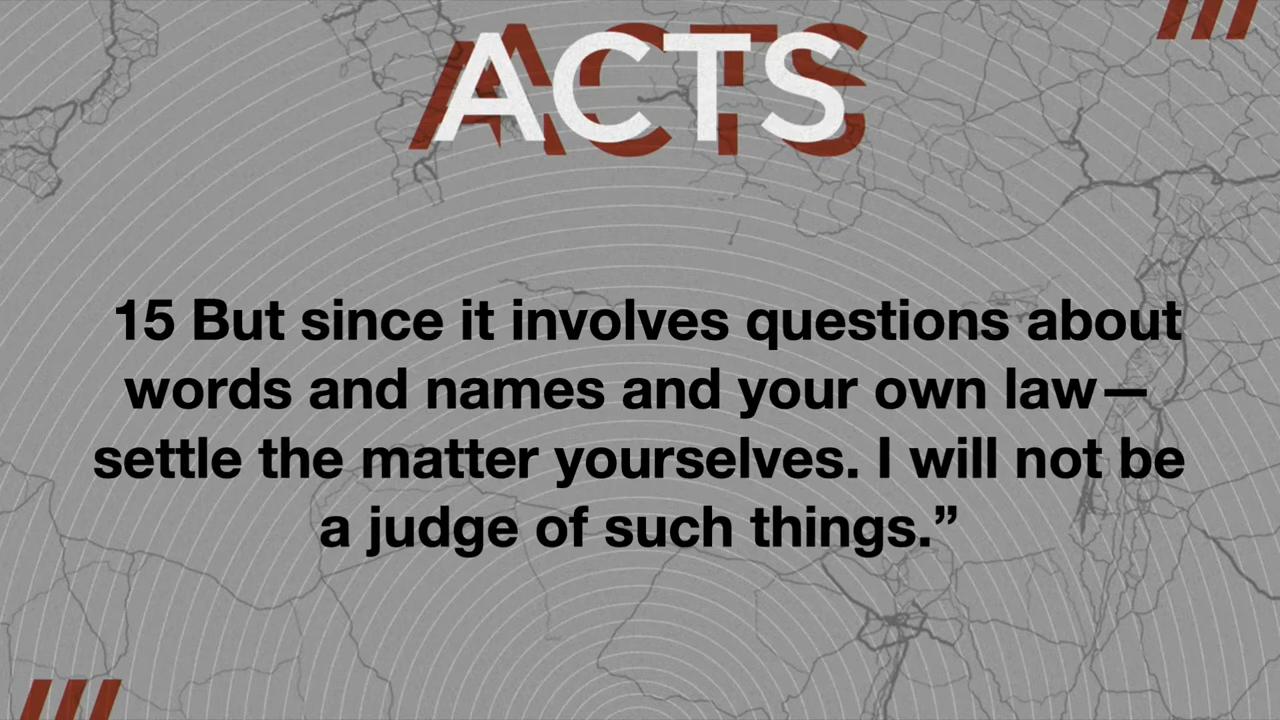 ACTS
15 But since it involves questions about
words and names and your own law—
settle the matter yourselves. I will not be
a judge of such things.”